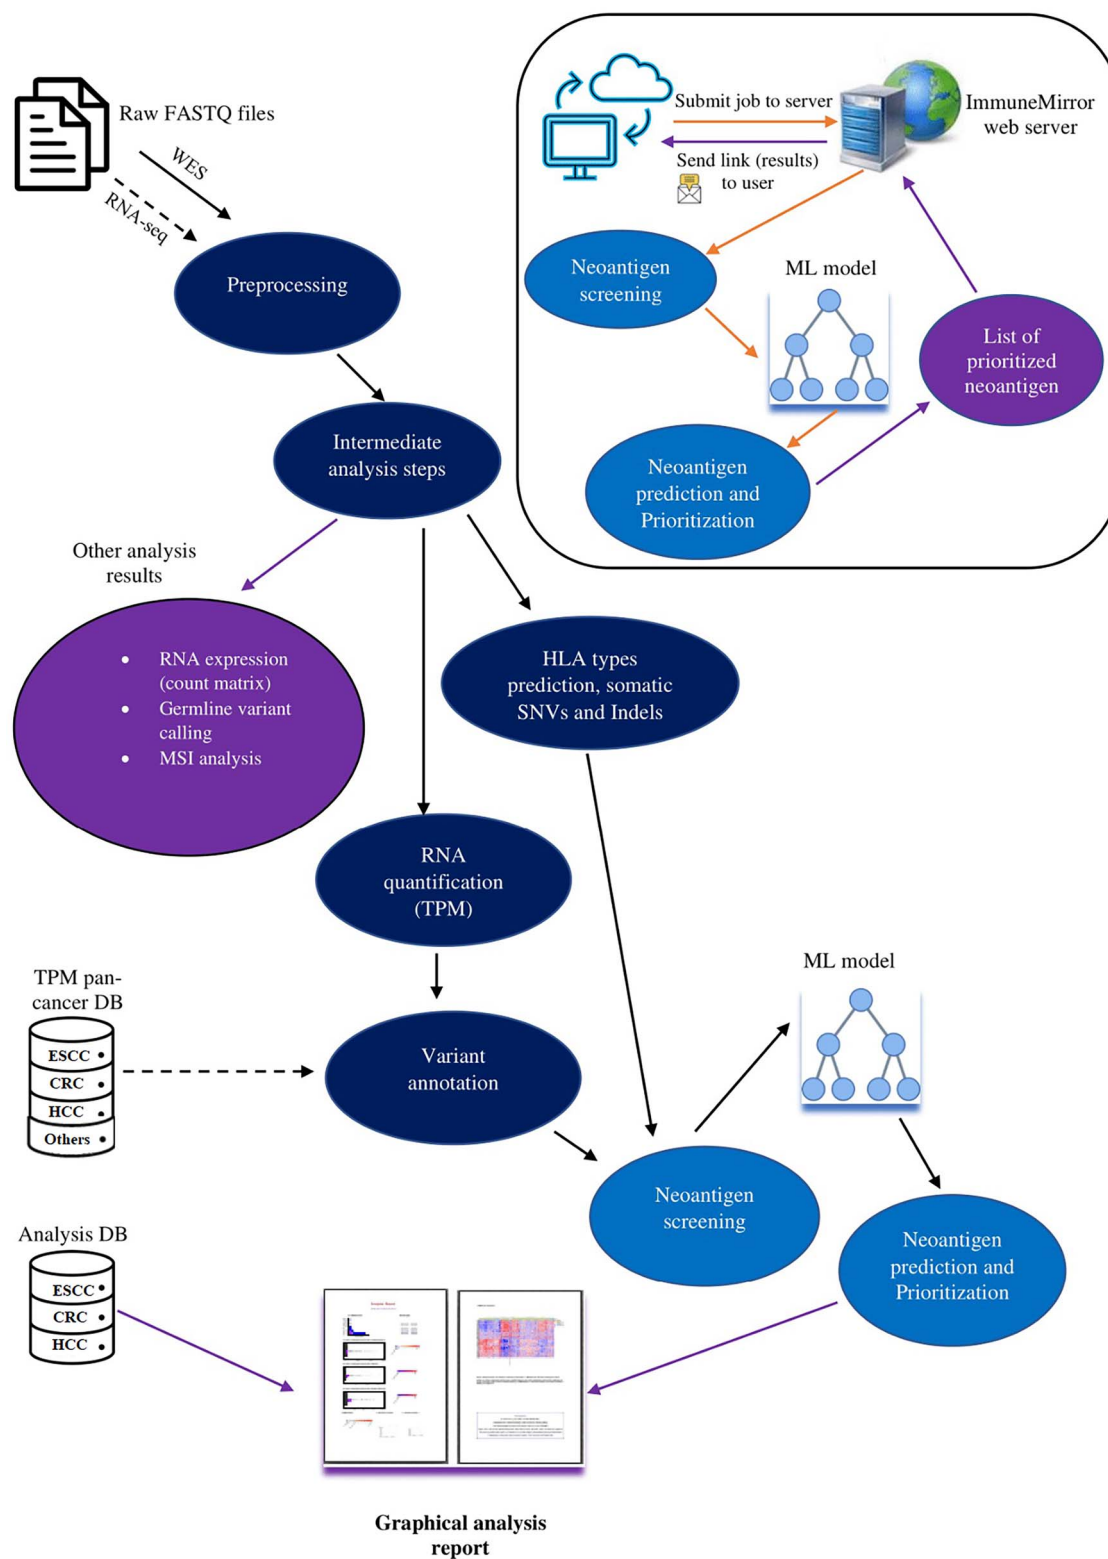 Raw FASTQ files
WES
RNA-seq
Preprocessing
Intermediate
analysis steps
Other analysis
results
• RNA expression
(count matrix)
• Germline variant
calling
• MSI analysis
HLA types
prediction, somatic
SNVs and Indels
RNA
quantification
(TPM)
TPM pan-
cancer DB
ESCC
CRC
HCC
Others
Variant
annotation
ML model
Neoantigen
screening
Neoantigen
prediction and
Prioritization
Analysis DB
ESCC
CRC
HCC
Graphical analysis
report
Submit job to server
Send link (results)
to user
ImmuneMirror
web server
Neoantigen
screening
ML model
List of
prioritized
neoantigen
Neoantigen
prediction and
Prioritization